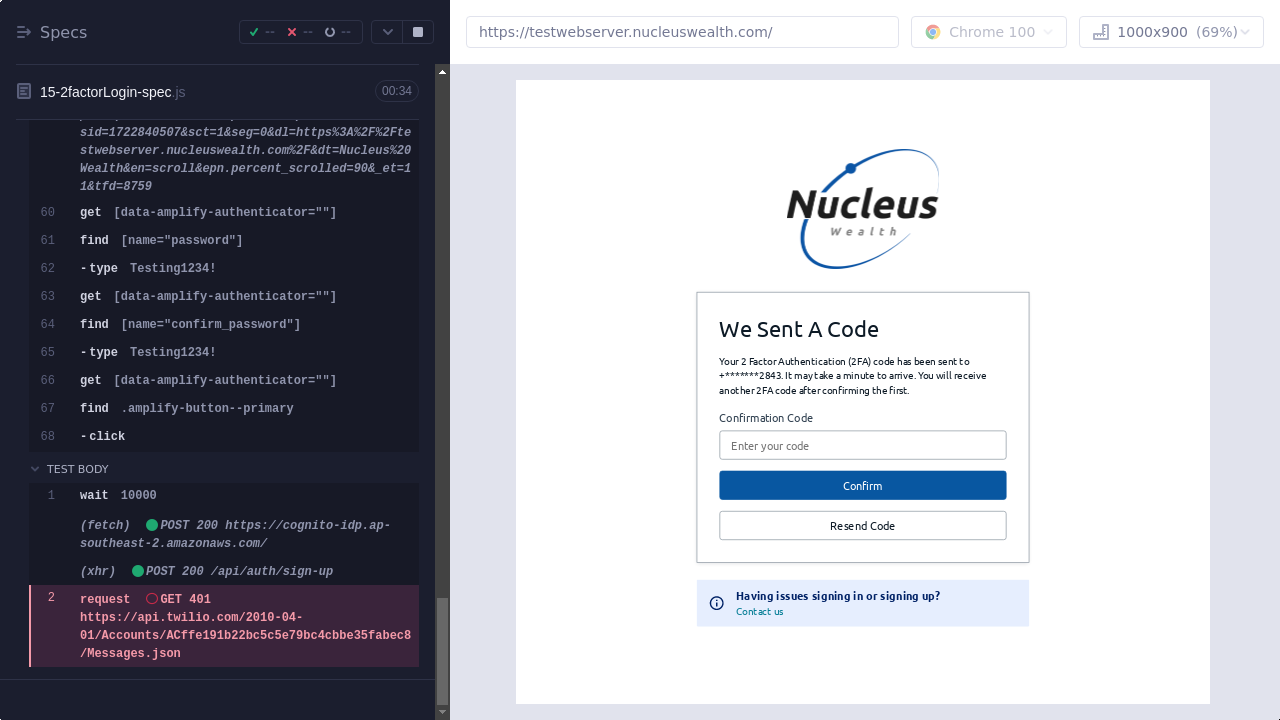 Specs
--
--
--
15-2factorLogin-spec.js
00:34
sid=1722840507&sct=1&seg=0&dl=https%3A%2F%2Fte
stwebserver.nucleuswealth.com%2F&dt=Nucleus%20
Wealth&en=scroll&epn.percent_scrolled=90&_et=1
1&tfd=8759
60 get [data-amplify-authenticator=""]
61 find [name="password"]
62 -type Testing1234!
63 get [data-amplify-authenticator=""]
64 find [name="confirm_password"]
65 -type Testing1234!
66 get [data-amplify-authenticator=""]
67 find .amplify-button--primary
68 -click
TEST BODY
1 wait 10000
(fetch) POST 200 https://cognito-idp.ap-
southeast-2.amazonaws.com/
(xhr) POST 200 /api/auth/sign-up
2 request GET 401
https://api.twilio.com/2010-04-
01/Accounts/ACffe191b22bc5c5e79bc4cbbe35fabec8
/Messages.json
https://testwebserver.nucleuswealth.com/
Chrome 100
1000x900 (69%)
Nucleus
Wealth
We Sent A Code
Your 2 Factor Authentication (2FA) code has been sent to
+*******2843. It may take a minute to arrive. You will receive
another 2FA code after confirming the first.
Confirmation Code
Enter your code
Confirm
Resend Code
Having issues signing in or signing up?
Contact us